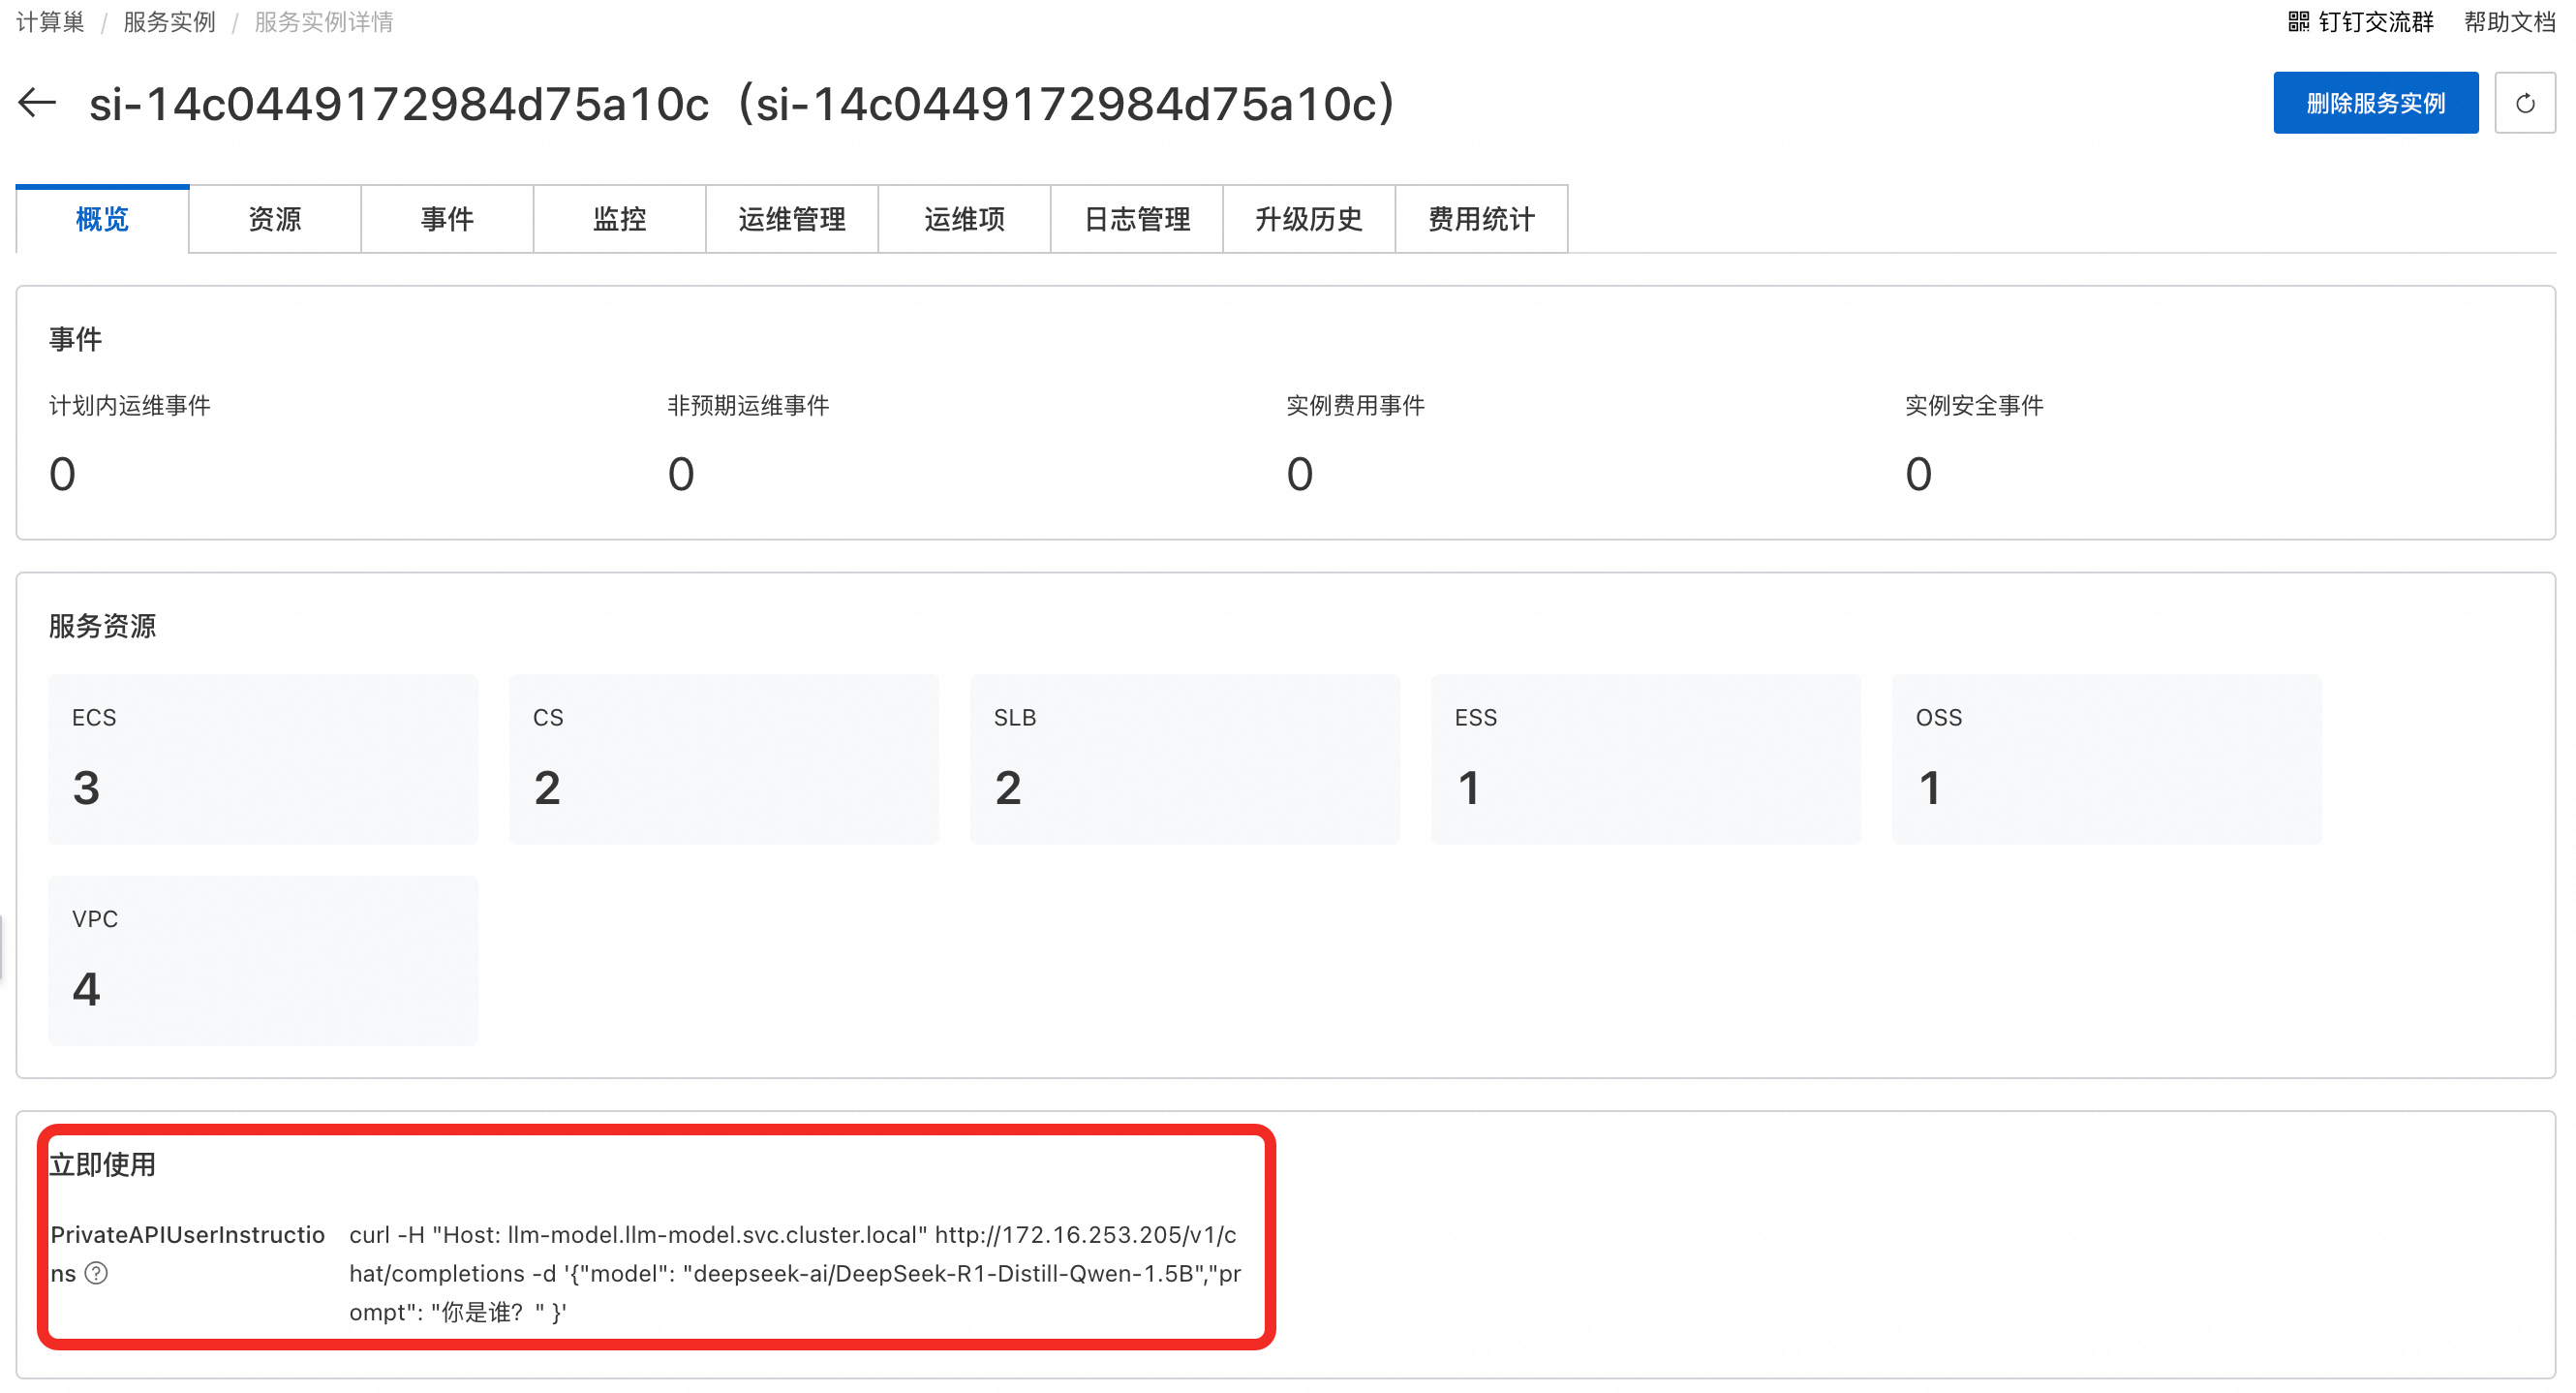 计算巢 / 服务实例 / 服务实例详情
钉钉交流群 帮助文档
si-14c0449172984d75a10c（si-14c0449172984d75a10c）
删除服务实例
概览 资源 事件 监控 运维管理 运维项 日志管理 升级历史 费用统计
事件
计划内运维事件 非预期运维事件 实例费用事件 实例安全事件
0 0 0 0
服务资源
ECS CS SLB ESS OSS
3 2 2 1 1
VPC
4
立即使用
PrivateAPIUserInstructio curl -H "Host: llm-model.llm-model.svc.cluster.local" http://172.16.253.205/v1/c
ns ? hat/completions -d '{"model": "deepseek-ai/DeepSeek-R1-Distill-Qwen-1.5B","pr
ompt": "你是谁？" }'